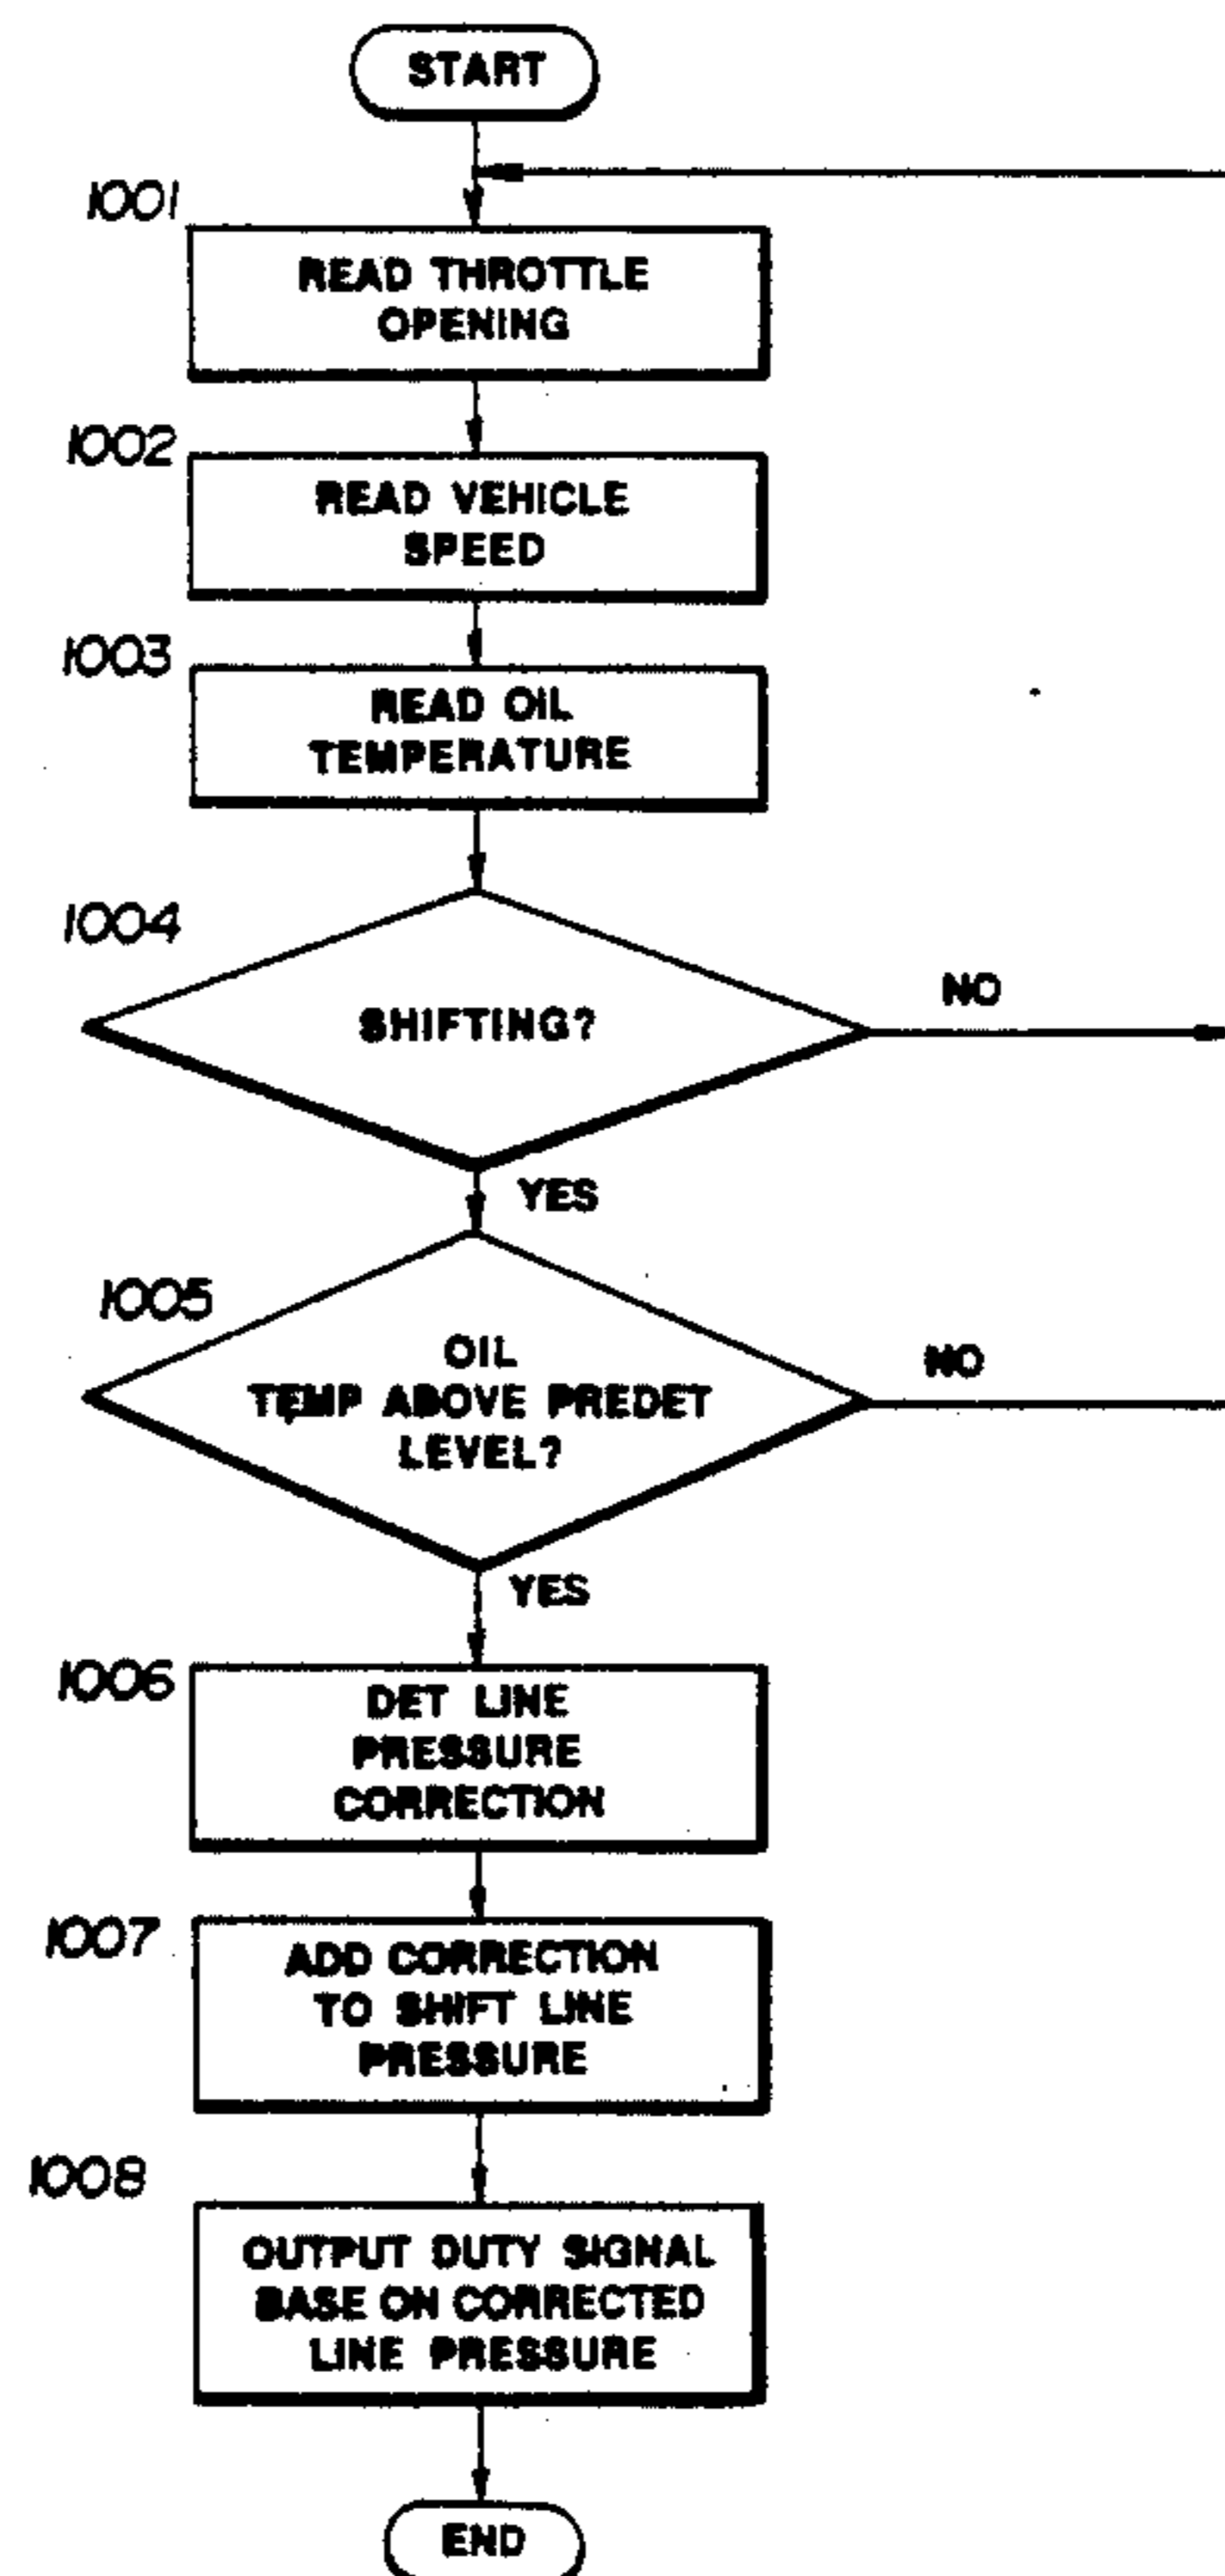 START
1001
READ THROTTLE
OPENING
1002
READ VEHICLE
SPEED
1003
READ OIL
TEMPERATURE
1004
SHIFTING?
NO
YES
1005
OIL
TEMP ABOVE PREDET
LEVEL?
NO
YES
1006
DET LINE
PRESSURE
CORRECTION
1007
ADD CORRECTION
TO SHIFT LINE
PRESSURE
1008
OUTPUT DUTY SIGNAL
BASE ON CORRECTED
LINE PRESSURE
END